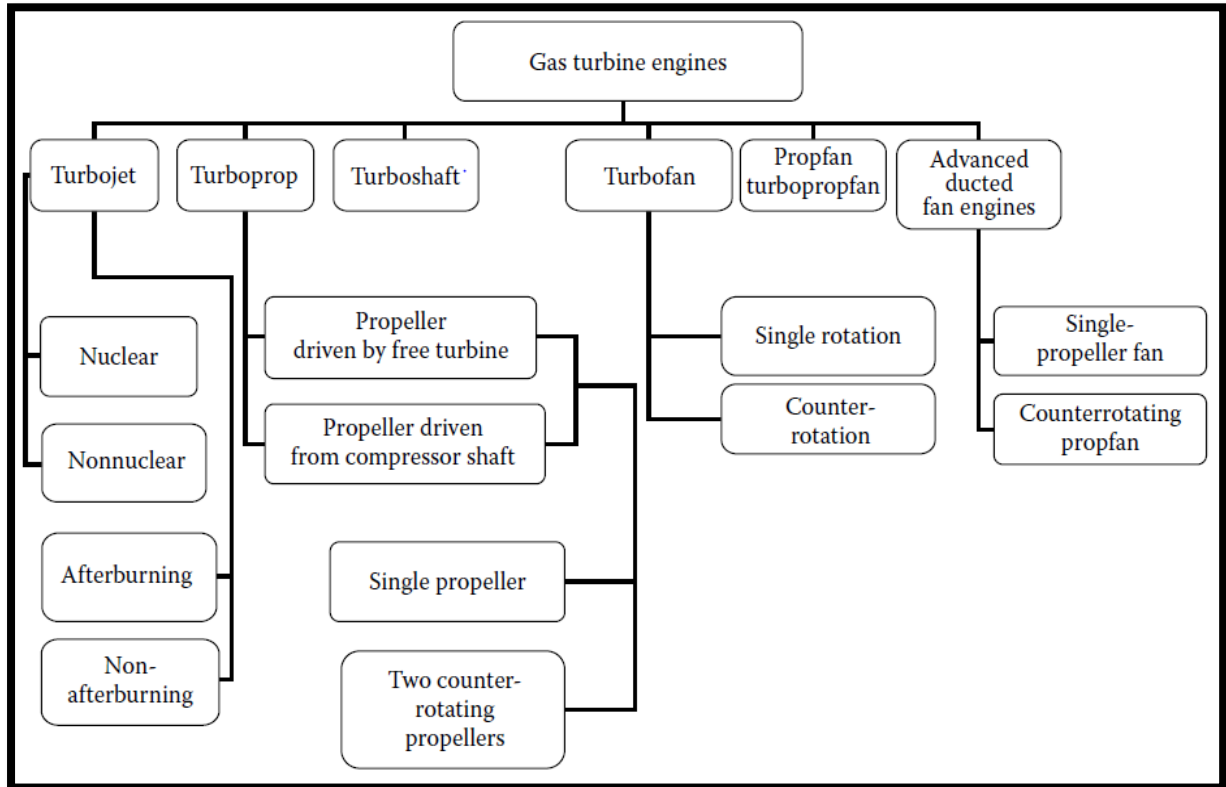 Gas turbine engines
Turbojet
Turboprop
Turboshaft
Turbofan
Propfan
turbopropfan
Advanced
ducted
fan engines
Nuclear
Nonnuclear
Afterburning
Non-
afterburning
Propeller
driven by free turbine
Propeller driven
from compressor shaft
Single propeller
Two counter-
rotating
propellers
Single rotation
Counter-
rotation
Single-
propeller fan
Counterrotating
propfan